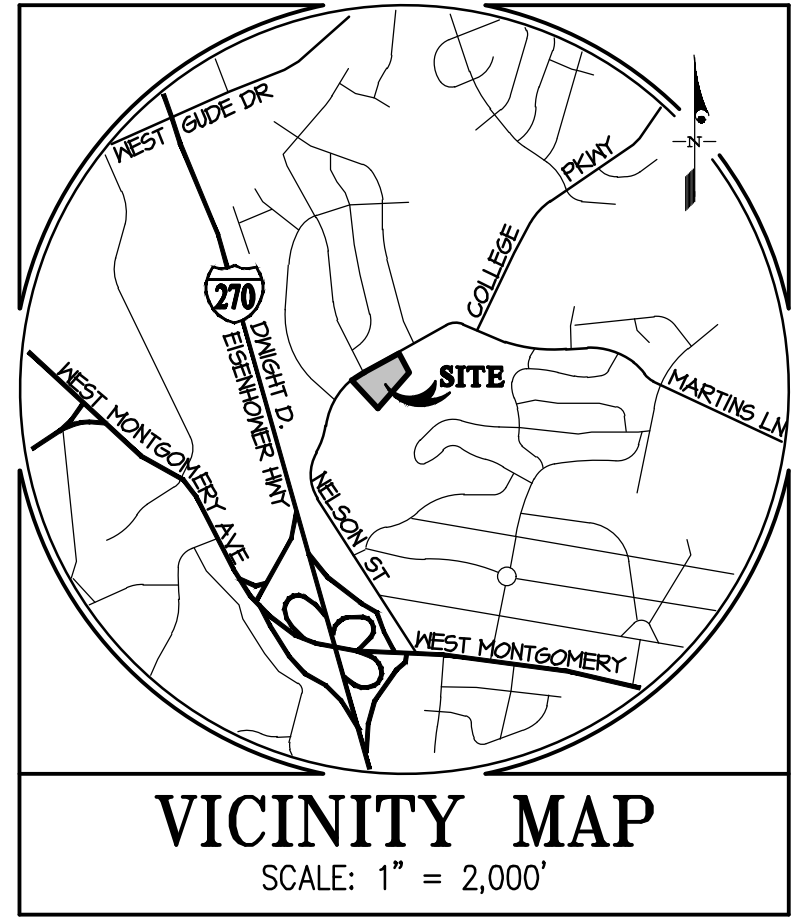 WEST GUDE DR
PKWY
COLLEGE
N
270
DWIGHT D.
EISENHOWER HWY
SITE
WEST MONTGOMERY AVE
MARTINS LN
NELSON ST
WEST MONTGOMERY
VICINITY MAP
SCALE: 1" = 2,000'